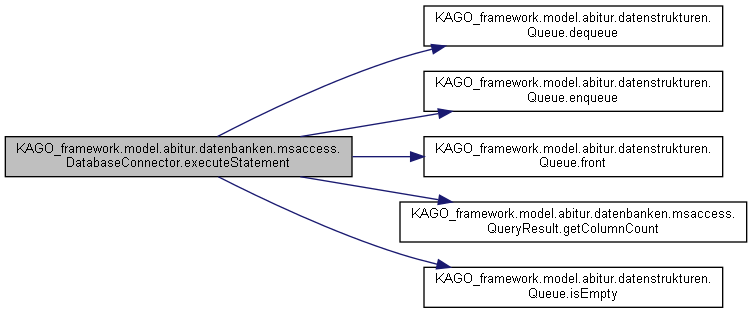 KAGO_framework.model.abitur.datenstrukturen.
Queue.dequeue
KAGO_framework.model.abitur.datenstrukturen.
Queue.enqueue
KAGO_framework.model.abitur.datenbanken.msaccess.
DatabaseConnector.executeStatement
KAGO_framework.model.abitur.datenstrukturen.
Queue.front
KAGO_framework.model.abitur.datenbanken.msaccess.
QueryResult.getColumnCount
KAGO_framework.model.abitur.datenstrukturen.
Queue.isEmpty